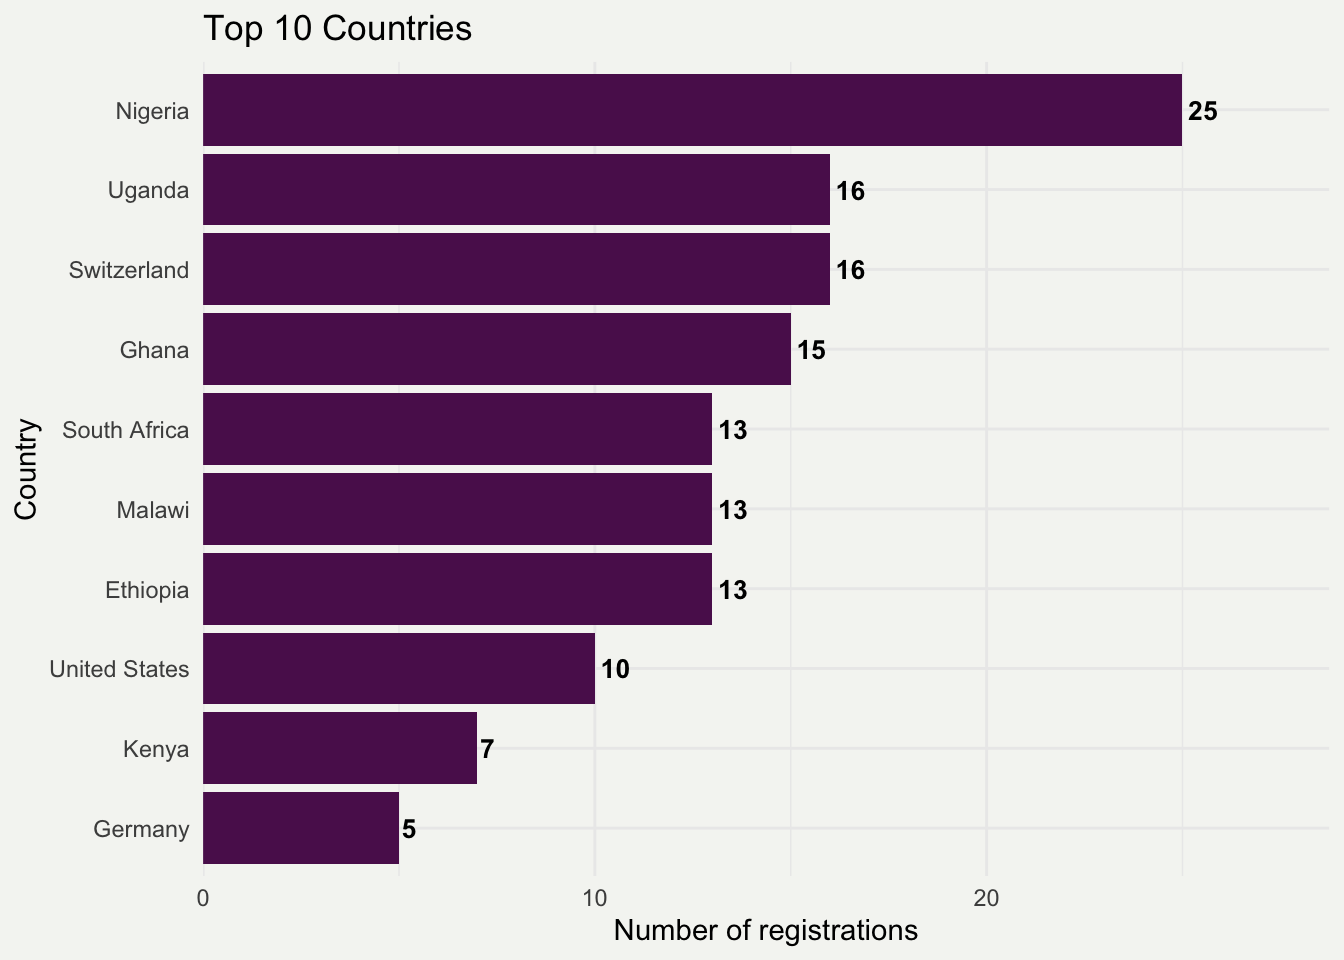 Top 10 Countries
Nigeria 25
Uganda 16
Switzerland 16
Ghana 15
South Africa 13
Malawi 13
Ethiopia 13
United States 10
Kenya 7
Germany 5
Country
0 10 20
Number of registrations